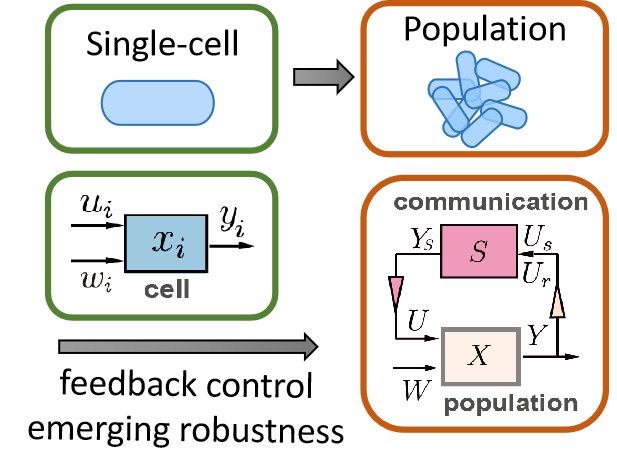 Single-cell
Population
u_i
w_i
x_i
y_i
cell
communication
Y_S
S
U_s
U_r
U
Y
X
W
population
feedback control
emerging robustness